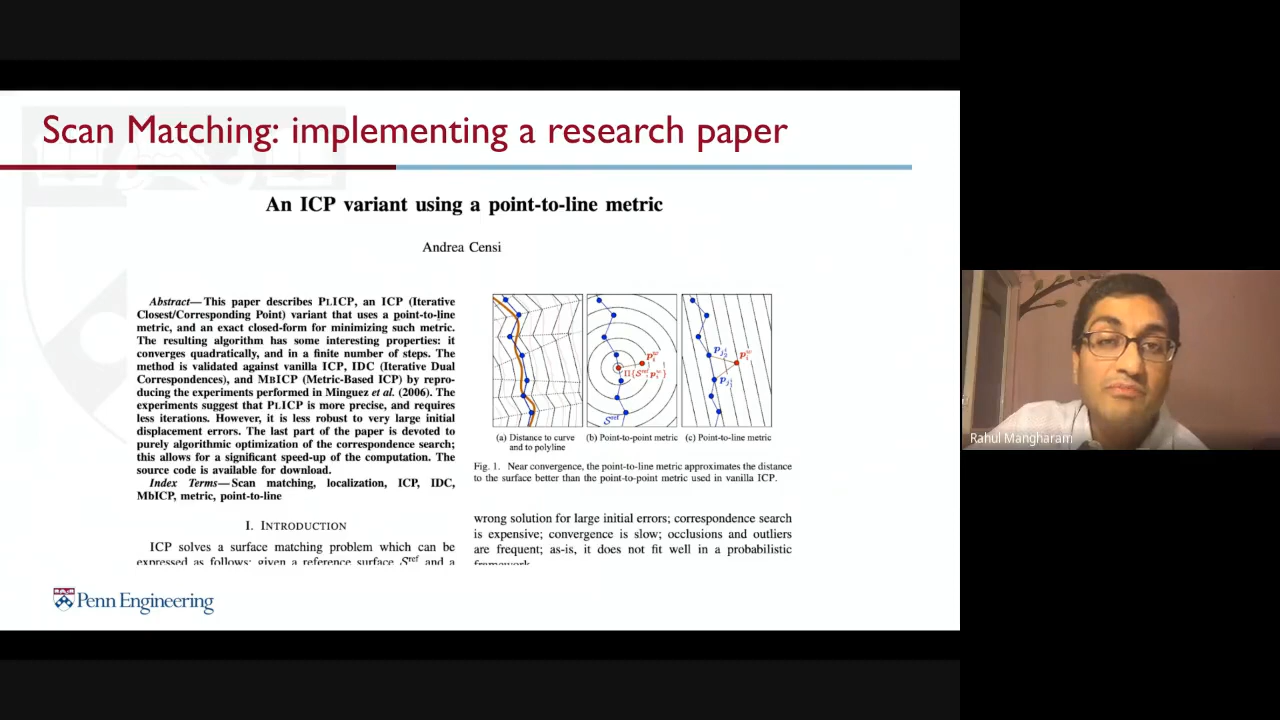 Scan Matching: implementing a research paper
An ICP variant using a point-to-line metric
Andrea Censi
Abstract—This paper describes PLICP, an ICP (Iterative
Closest/Corresponding Point) variant that uses a point-to-line
metric, and an exact closed-form for minimizing such metric.
The resulting algorithm has some interesting properties: it
converges quadratically, and in a finite number of steps. The
method is validated against vanilla ICP, IDC (Iterative Dual
Correspondences), and MBICP (Metric-Based ICP) by repro-
ducing the experiments performed in Minguez et al. (2006). The
experiments suggest that PLICP is more precise, and requires
less iterations. However, it is less robust to very large initial
displacement errors. The last part of the paper is devoted to
purely algorithmic optimization of the correspondence search;
this allows for a significant speed-up of the computation. The
source code is available for download.
Index Terms—Scan matching, localization, ICP, IDC,
MbICP, metric, point-to-line
I. INTRODUCTION
ICP solves a surface matching problem which can be
expressed as follows: given a reference surface S^ref and a
(a) Distance to curve
and to polyline
(b) Point-to-point metric
(c) Point-to-line metric
Fig. 1. Near convergence, the point-to-line metric approximates the distance
to the surface better than the point-to-point metric used in vanilla ICP.
wrong solution for large initial errors; correspondence search
is expensive; convergence is slow; occlusions and outliers
are frequent; as-is, it does not fit well in a probabilistic
framework.
Penn Engineering
Rahul Mangharam